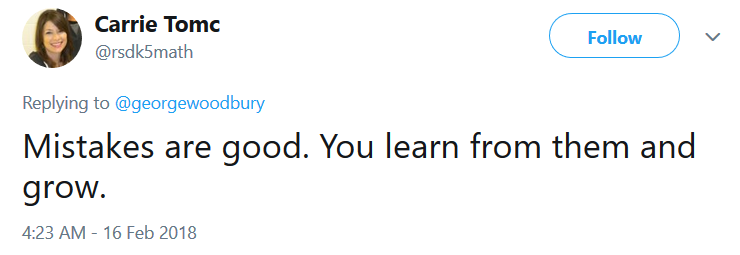 Carrie Tomc
@rsdk5math
Follow
Replying to @georgewoodbury
Mistakes are good. You learn from them and
grow.
4:23 AM - 16 Feb 2018